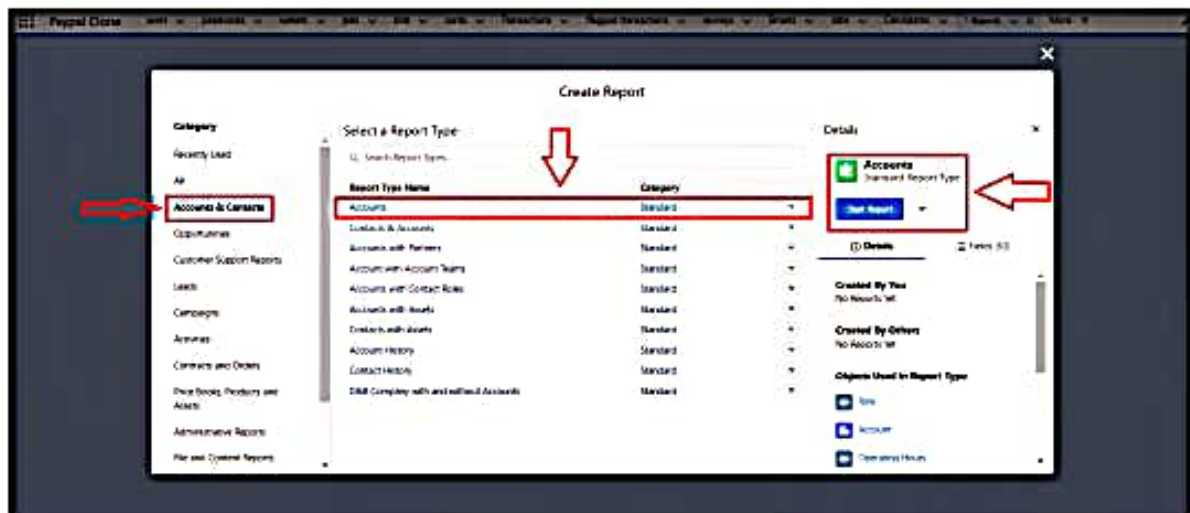 Paypal Clone
Create Report
Category
Recently Used
All
Accounts & Contacts
Opportunities
Customer Support Reports
Leads
Campaigns
Activities
Contracts and Orders
Price Books, Products and
Assets
Administrative Reports
File and Content Reports
Select a Report Type
Search Report Types...
Report Type Name Category
Accounts Standard
Contacts & Accounts Standard
Accounts with Partners Standard
Account with Account Teams Standard
Accounts with Contact Roles Standard
Accounts with Assets Standard
Contacts with Assets Standard
Account History Standard
Contact History Standard
D&B Company with and without Accounts Standard
Details
Accounts
Standard Report Type
Start Report
Details
Created By You
No Reports Yet
Created By Others
No Reports Yet
Objects Used in Report Type
Account
Operating Hours